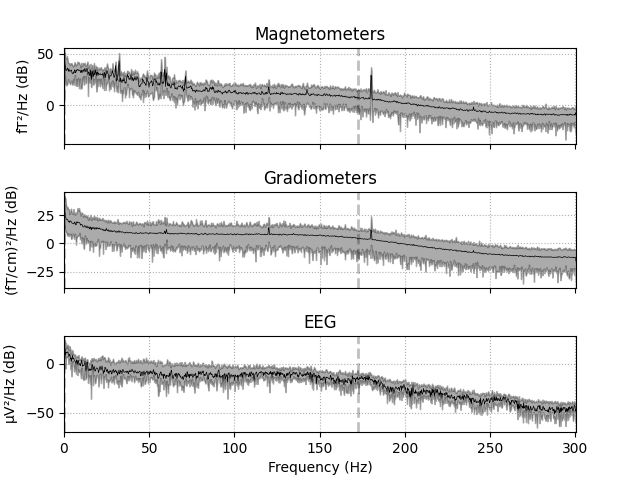 Magnetometers
fT²/Hz (dB)
50
0
Gradiometers
(fT/cm)²/Hz (dB)
25
0
−25
EEG
µV²/Hz (dB)
0
−50
0 50 100 150 200 250 300
Frequency (Hz)